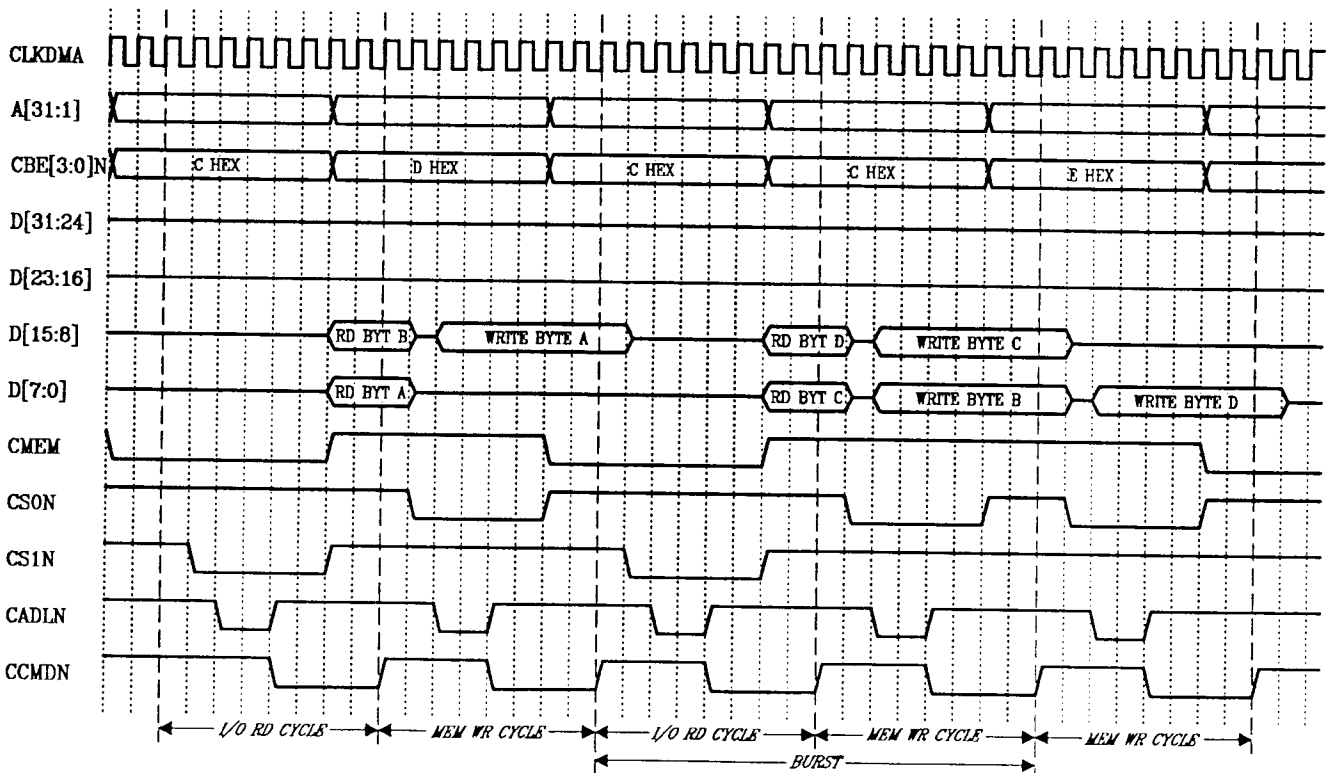 CLKDMA
A[31:1]
CBE[3:0]N C HEX D HEX C HEX C HEX E HEX
D[31:24]
D[23:16]
D[15:8] RD BYT B WRITE BYTE A RD BYT D WRITE BYTE C
D[7:0] RD BYT A RD BYT C WRITE BYTE B WRITE BYTE D
CMEM
CS0N
CS1N
CADLN
CCMDN
I/O RD CYCLE MEM WR CYCLE I/O RD CYCLE MEM WR CYCLE MEM WR CYCLE
BURST